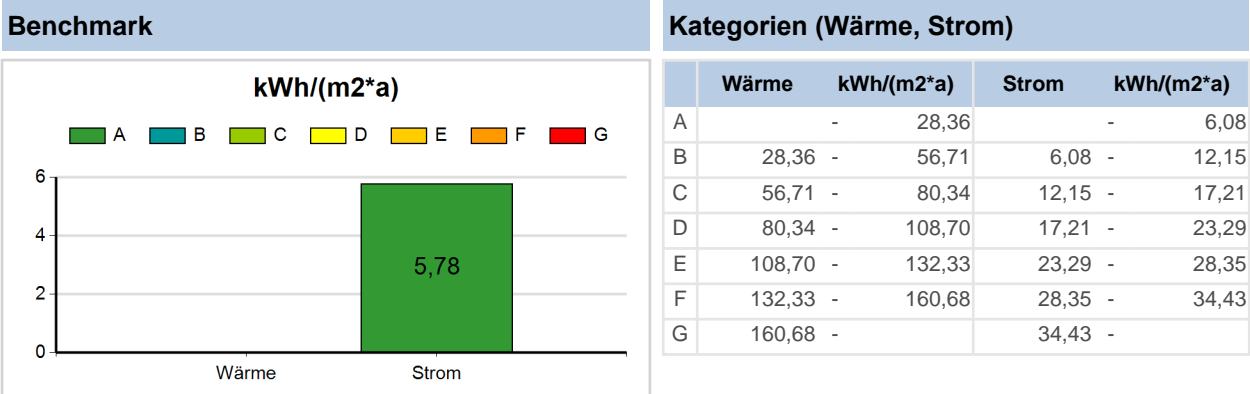 Benchmark
kWh/(m2*a)
A B C D E F G
6
4
2
0
5,78
Wärme Strom
Kategorien (Wärme, Strom)
Wärme kWh/(m2*a) Strom kWh/(m2*a)
A - 28,36 - 6,08
B 28,36 - 56,71 6,08 - 12,15
C 56,71 - 80,34 12,15 - 17,21
D 80,34 - 108,70 17,21 - 23,29
E 108,70 - 132,33 23,29 - 28,35
F 132,33 - 160,68 28,35 - 34,43
G 160,68 - 34,43 -